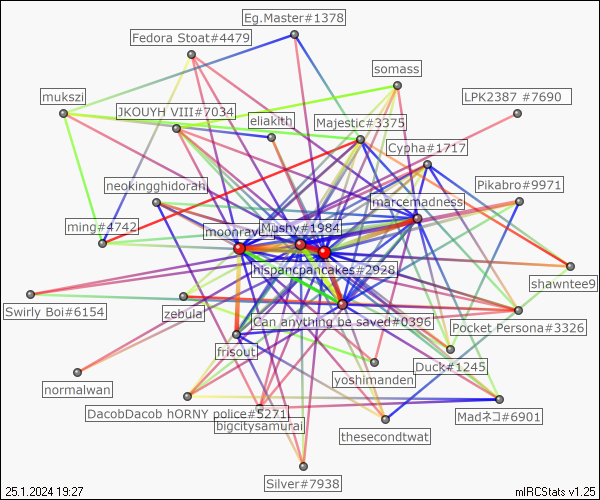 Eg.Master#1378
Fedora Stoat#4479
somass
mukszi
LPK2387 #7690
JKOUYH VIII#7034
eliakith
Majestic#3375
Cypha#1717
neokingghidorah
Pikabro#9971
marcemadness
ming#4742
Mushy#1984
hispancpancakes#2928
shawntee9
Swirly Boi#6154
zebula
Can anything be saved#0396
Pocket Persona#3326
frisout
Duck#1245
yoshimanden
normalwan
DacobDacob hORNY police#5271
Madネコ#6901
bigcitysamurai
thesecondtwat
Silver#7938
25.1.2024 19:27
mIRCStats v1.25